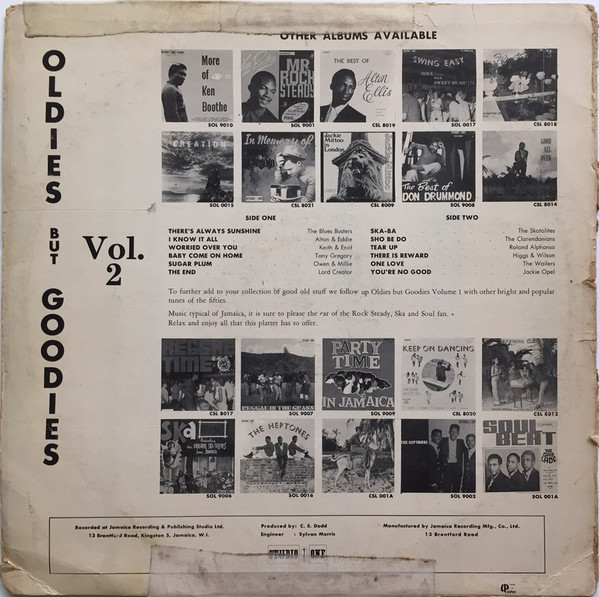 OTHER ALBUMS AVAILABLE
OLDIES
BUT
GOODIES
Vol.
2
More
of
Ken
Boothe
MR
ROCK
STEADY
THE BEST OF
Alton
Ellis
SWING EASY
SOL 9010
SOL 9001
CSL 8019
SOL 0017
CSL 8018
CREATION
In Memory of
Jackie
Mittoo
in
London
The Best of
DON DRUMMOND
SOL 0015
CSL 8021
CSL 8009
SOL 9008
CSL 8014
SIDE ONE
THERE'S ALWAYS SUNSHINE The Blues Busters
I KNOW IT ALL Alton & Eddie
WORRIED OVER YOU Keith & Enid
BABY COME ON HOME Tony Gregory
SUGAR PLUM Owen & Millie
THE END Lord Creator
SIDE TWO
SKA-BA The Skatalites
SHO BE DO The Clarendonians
TEAR UP Roland Alphonso
THERE IS REWARD Higgs & Wilson
ONE LOVE The Wailers
YOU'RE NO GOOD Jackie Opel
To further add to your collection of good old stuff we follow up Oldies but Goodies Volume 1 with other bright and popular
tunes of the fifties.
Music typical of Jamaica, it is sure to please the ear of the Rock Steady, Ska and Soul fan.
Relax and enjoy all that this platter has to offer.
REGGAE
TIME
REGGAE IN THE GRASS
PARTY
TIME
IN JAMAICA
KEEP ON DANCING
CSL 8017
SOL 9007
SOL 9009
CSL 8020
CSL 8012
SKA
THE HEPTONES
THE HEPTONES
SOUL
BEAT
SOL 9006
SOL 0016
CSL 001A
SOL 9002
SOL 001A
Recorded at Jamaica Recording & Publishing Studio Ltd.
13 Brentford Road, Kingston 5, Jamaica, W.I.
Produced by: C. S. Dodd
Engineer : Sylvan Morris
STUDIO ONE
Manufactured by Jamaica Recording Mfg., Co., Ltd.
13 Brentford Road